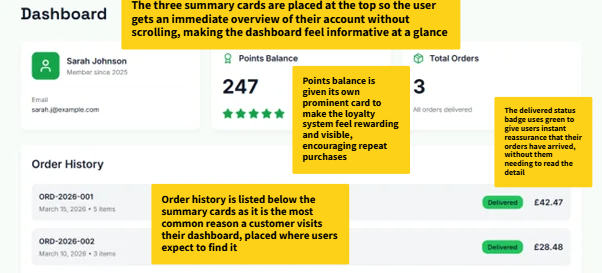 Dashboard
The three summary cards are placed at the top so the user
gets an immediate overview of their account without
scrolling, making the dashboard feel informative at a glance
Sarah Johnson
Member since 2025
Email
sarah.j@example.com
Points Balance
247
Points balance is
given its own
prominent card to
make the loyalty
system feel rewarding
and visible,
encouraging repeat
purchases
Total Orders
3
All orders delivered
The delivered status
badge uses green to
give users instant
reassurance that their
orders have arrived,
without them
needing to read the
detail
Order History
ORD-2026-001
March 15, 2026 • 5 items
Delivered
£42.47
Order history is listed below the
summary cards as it is the most
common reason a customer visits
their dashboard, placed where users
expect to find it
ORD-2026-002
March 10, 2026 • 3 items
Delivered
£28.48